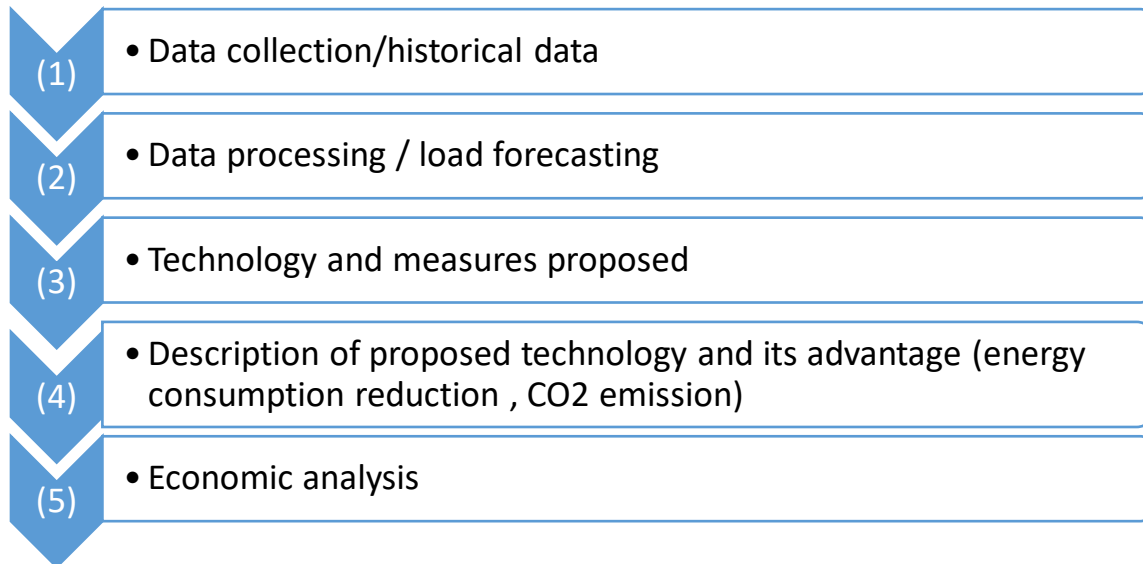 (1)
• Data collection/historical data
(2)
• Data processing / load forecasting
(3)
• Technology and measures proposed
(4)
• Description of proposed technology and its advantage (energy
consumption reduction , CO2 emission)
(5)
• Economic analysis